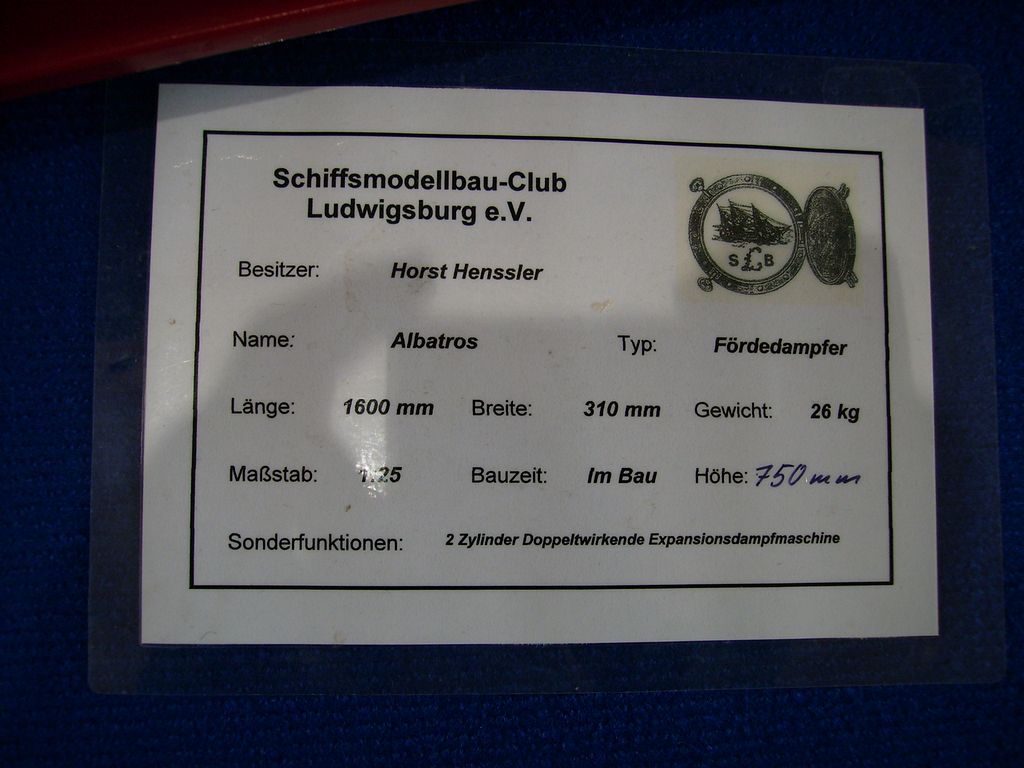 Schiffsmodellbau-Club
Ludwigsburg e.V.
S L B
Besitzer: Horst Henssler
Name: Albatros Typ: Fördedampfer
Länge: 1600 mm Breite: 310 mm Gewicht: 26 kg
Maßstab: 1:25 Bauzeit: Im Bau Höhe: 750 mm
Sonderfunktionen: 2 Zylinder Doppeltwirkende Expansionsdampfmaschine